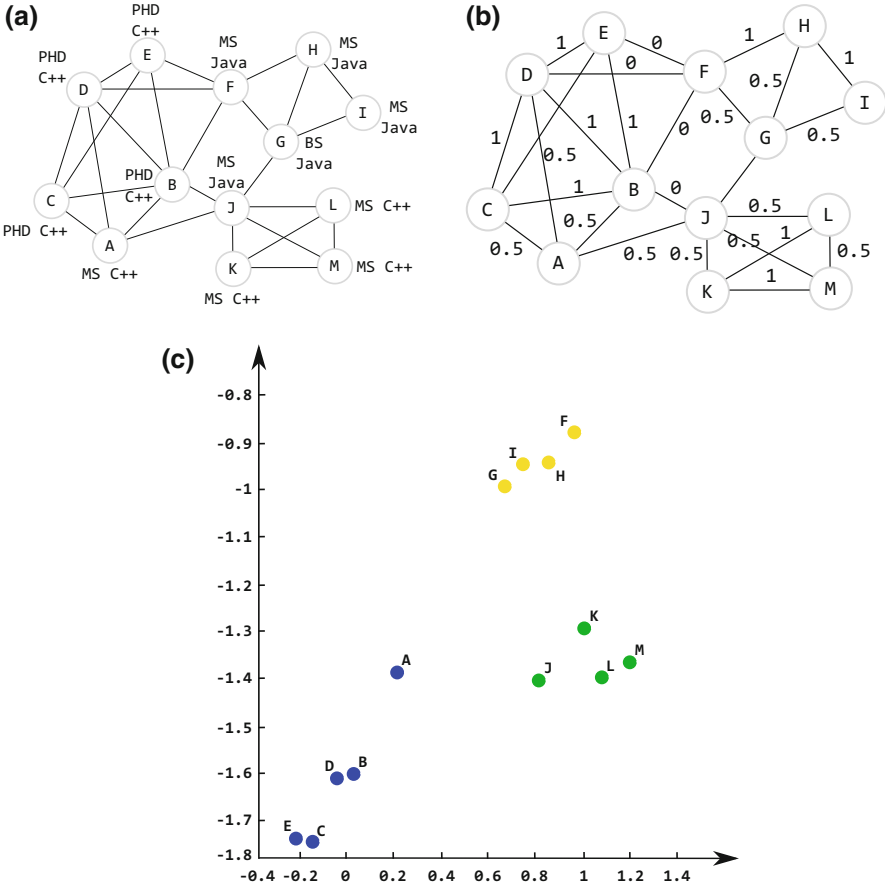 (a)
PHD
C++
E
MS
Java
H
MS
Java
PHD
C++
D
F
I
MS
Java
G
BS
Java
PHD
C++
B
MS
Java
C
J
L
MS C++
PHD C++
A
MS C++
K
M
MS C++
MS C++
(b)
E
H
1
0
1
D
0
F
1
0.5
I
1
1
1
0.5
0.5
0
G
0.5
B
1
0
C
0.5
J
0.5
L
0.5
1
0.5
0.5
A
0.5
0.5
1
K
M
(c)
-0.8
F
-0.9
I
G
H
-1
-1.1
-1.2
K
-1.3
A
M
J
L
-1.4
-1.5
D
B
-1.6
-1.7
E
C
-1.8
-0.4 -0.2 0 0.2 0.4 0.6 0.8 1 1.2 1.4